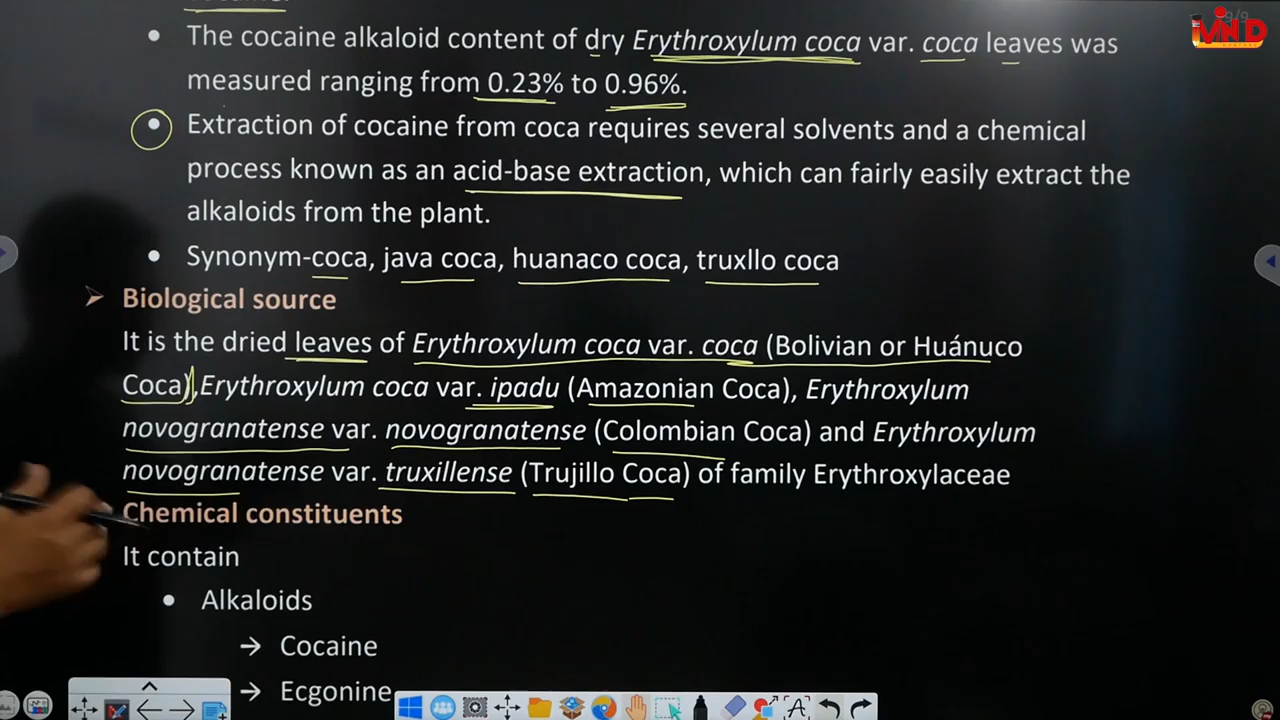 The cocaine alkaloid content of dry Erythroxylum coca var. coca leaves was
measured ranging from 0.23% to 0.96%.
Extraction of cocaine from coca requires several solvents and a chemical
process known as an acid-base extraction, which can fairly easily extract the
alkaloids from the plant.
Synonym-coca, java coca, huanaco coca, truxllo coca
Biological source
It is the dried leaves of Erythroxylum coca var. coca (Bolivian or Huánuco
Coca),Erythroxylum coca var. ipadu (Amazonian Coca), Erythroxylum
novogranatense var. novogranatense (Colombian Coca) and Erythroxylum
novogranatense var. truxillense (Trujillo Coca) of family Erythroxylaceae
Chemical constituents
It contain
Alkaloids
→ Cocaine
→ Ecgonine